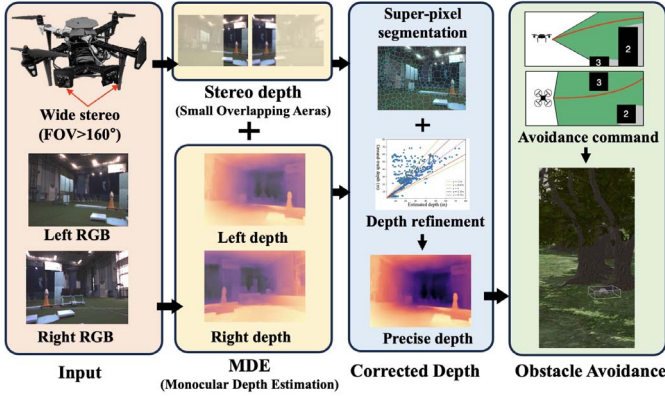 Wide stereo
(FOV>160°)
Left RGB
Right RGB
Input
Stereo depth
(Small Overlapping Aeras)
+
Left depth
Right depth
MDE
(Monocular Depth Estimation)
Super-pixel
segmentation
+
Estimated depth (m)
Depth refinement
Precise depth
Corrected Depth
2
3
3
2
Avoidance command
Obstacle Avoidance